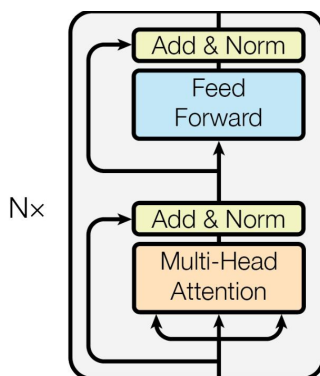 Add & Norm
Feed
Forward
N×
Add & Norm
Multi-Head
Attention